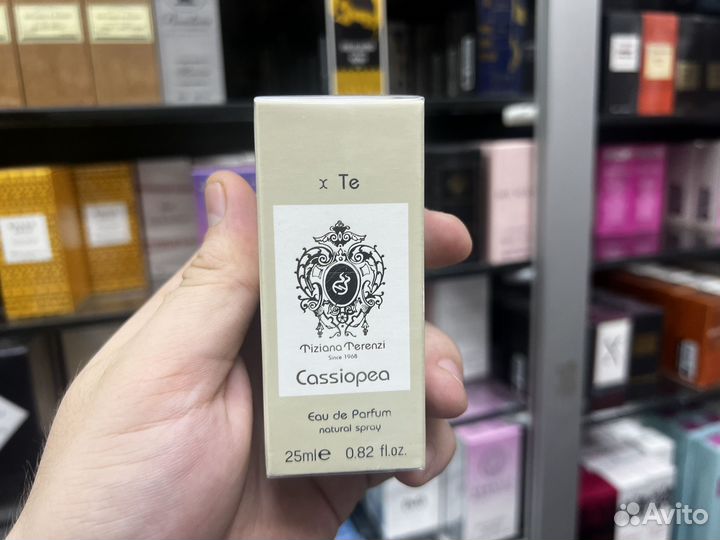 x Te
Tiziana Terenzi
Since 1968
Cassiopea
Eau de Parfum
natural spray
25ml e 0.82 fl.oz.
Avito